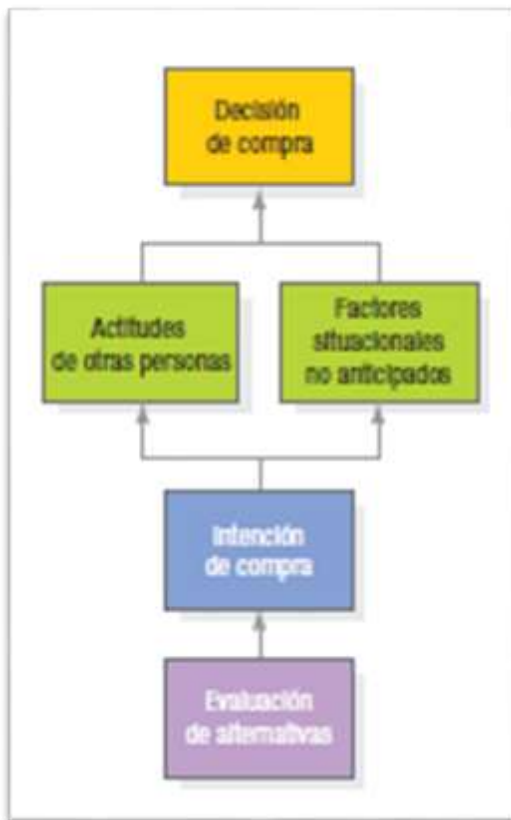 Decisión
de compra
Actitudes
de otras personas
Factores
situacionales
no anticipados
Intención
de compra
Evaluación
de alternativas